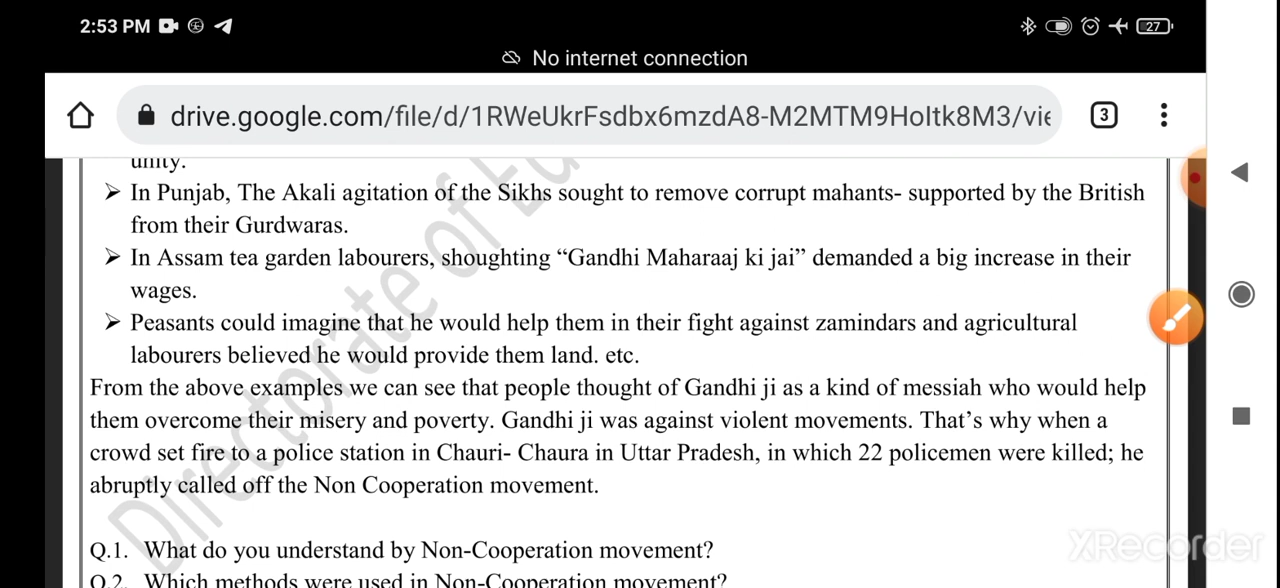 2:53 PM
27
No internet connection
drive.google.com/file/d/1RWeUkrFsdbx6mzdA8-M2MTM9HoItk8M3/vie
3
unity.
➤ In Punjab, The Akali agitation of the Sikhs sought to remove corrupt mahants- supported by the British
from their Gurdwaras.
➤ In Assam tea garden labourers, shoughting “Gandhi Maharaaj ki jai” demanded a big increase in their
wages.
➤ Peasants could imagine that he would help them in their fight against zamindars and agricultural
labourers believed he would provide them land. etc.
From the above examples we can see that people thought of Gandhi ji as a kind of messiah who would help
them overcome their misery and poverty. Gandhi ji was against violent movements. That’s why when a
crowd set fire to a police station in Chauri- Chaura in Uttar Pradesh, in which 22 policemen were killed; he
abruptly called off the Non Cooperation movement.
Directorate of
Q.1. What do you understand by Non-Cooperation movement?
XRecorder
Q.2. Which methods were used in Non-Cooperation movement?